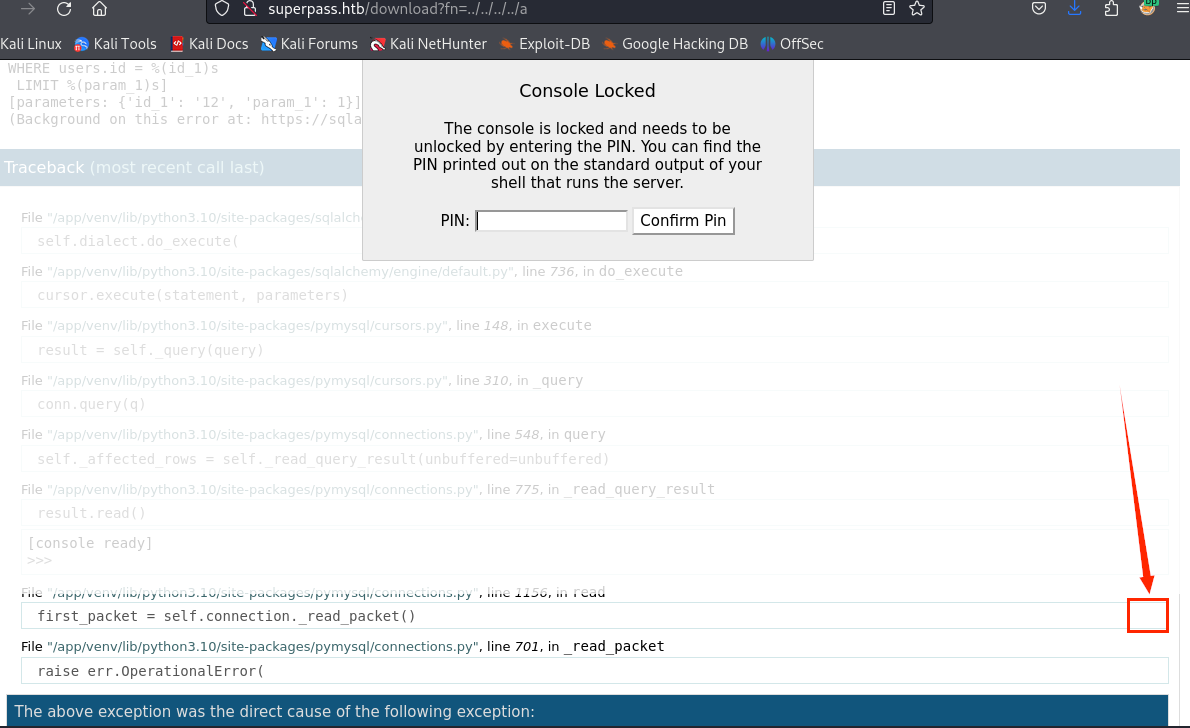 superpass.htb/download?fn=../../../../a
Kali Linux Kali Tools Kali Docs Kali Forums Kali NetHunter Exploit-DB Google Hacking DB OffSec
WHERE users.id = %(id_1)s
LIMIT %(param_1)s]
[parameters: {'id_1': '12', 'param_1': 1}]
(Background on this error at: https://sqla
Console Locked
The console is locked and needs to be
unlocked by entering the PIN. You can find the
PIN printed out on the standard output of your
shell that runs the server.
PIN: Confirm Pin
Traceback (most recent call last)
File "/app/venv/lib/python3.10/site-packages/sqlalche
self.dialect.do_execute(
File "/app/venv/lib/python3.10/site-packages/sqlalchemy/engine/default.py", line 736, in do_execute
cursor.execute(statement, parameters)
File "/app/venv/lib/python3.10/site-packages/pymysql/cursors.py", line 148, in execute
result = self._query(query)
File "/app/venv/lib/python3.10/site-packages/pymysql/cursors.py", line 310, in _query
conn.query(q)
File "/app/venv/lib/python3.10/site-packages/pymysql/connections.py", line 548, in query
self._affected_rows = self._read_query_result(unbuffered=unbuffered)
File "/app/venv/lib/python3.10/site-packages/pymysql/connections.py", line 775, in _read_query_result
result.read()
[console ready]
>>>
File "/app/venv/lib/python3.10/site-packages/pymysql/connections.py", line 1156, in read
first_packet = self.connection._read_packet()
File "/app/venv/lib/python3.10/site-packages/pymysql/connections.py", line 701, in _read_packet
raise err.OperationalError(
The above exception was the direct cause of the following exception: